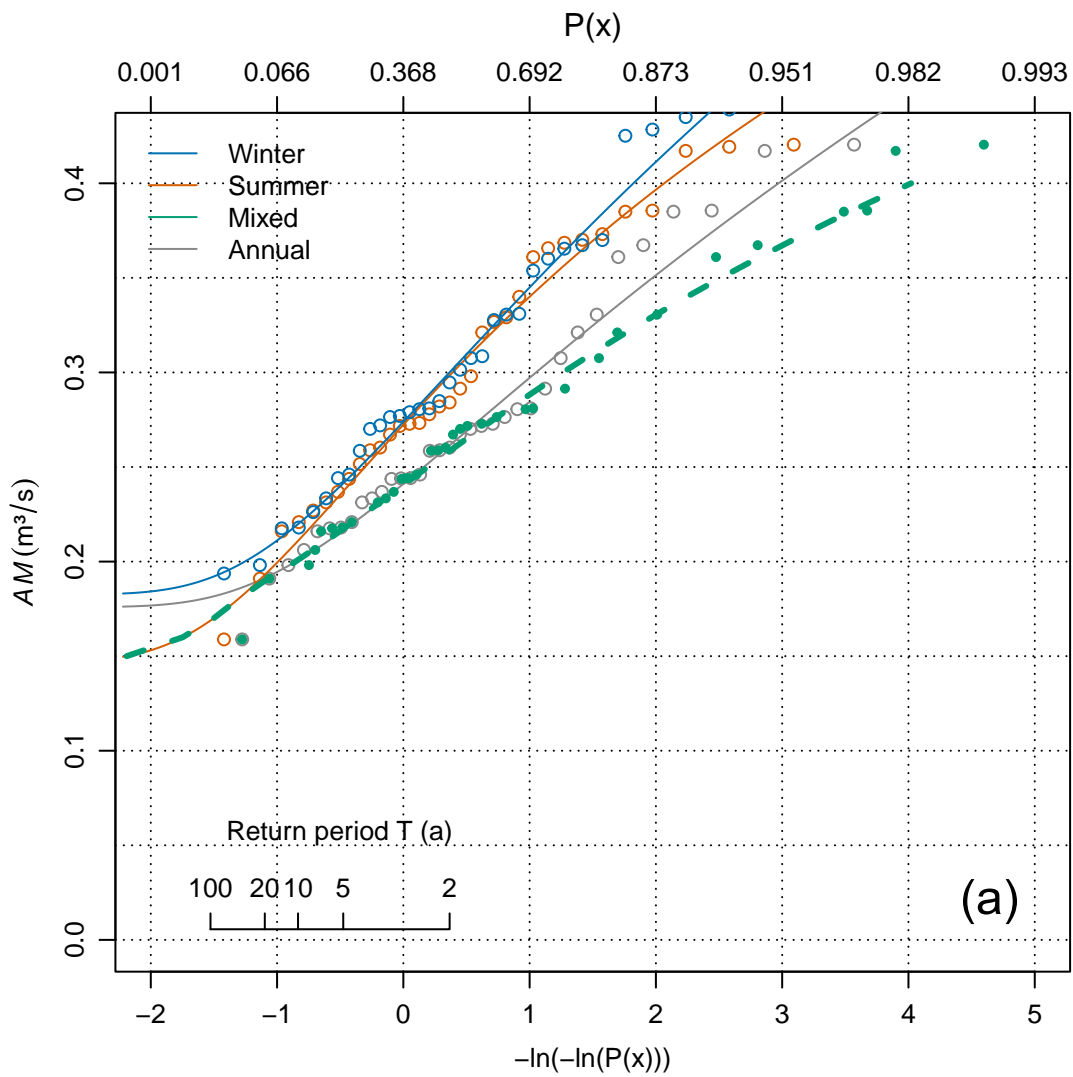 P(x)
0.001 0.066 0.368 0.692 0.873 0.951 0.982 0.993
Winter
Summer
Mixed
Annual
0.4
0.3
0.2
0.1
0.0
AM (m³/s)
Return period T (a)
100 20 10 5 2
(a)
−2 −1 0 1 2 3 4 5
−ln(−ln(P(x)))